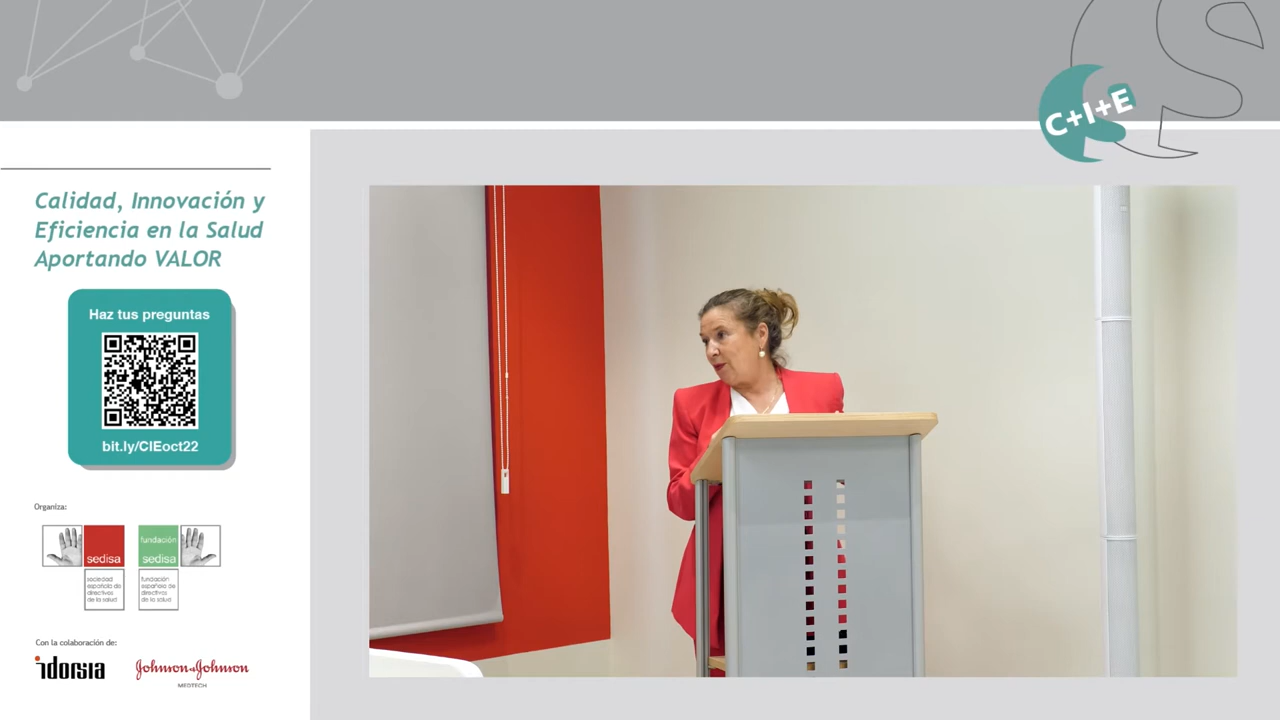 C+I+E
Calidad, Innovación y
Eficiencia en la Salud
Aportando VALOR
Haz tus preguntas
bit.ly/CIEoct22
Organiza:
sedisa
sociedad
española de
directivos
de la salud
fundación
sedisa
fundación
española de
directivos
de la salud
Con la colaboración de:
idorsia
Johnson&Johnson
MEDTECH